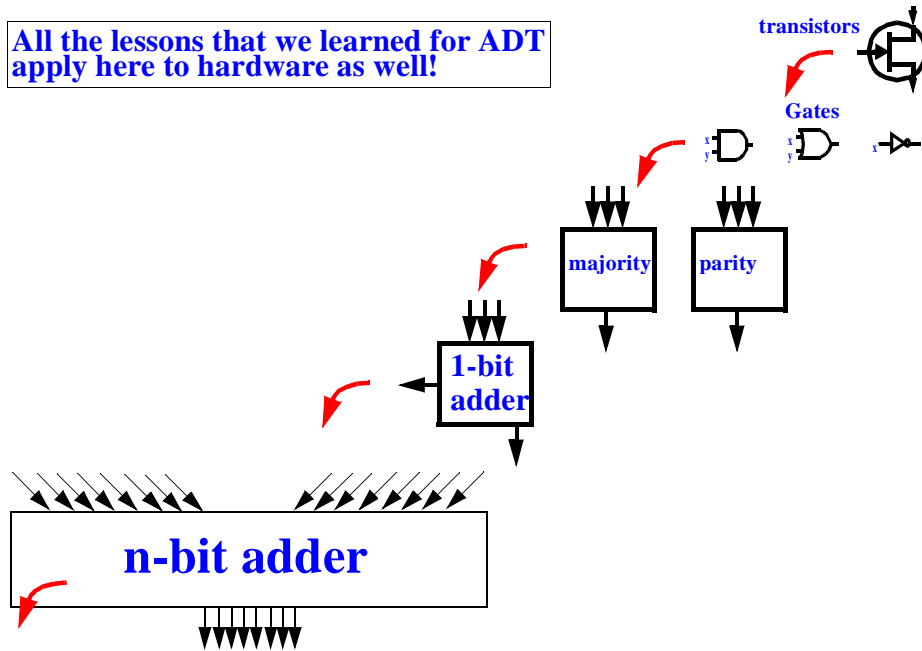 All the lessons that we learned for ADT
apply here to hardware as well!
transistors
Gates
x
y
x
y
x
majority
parity
1-bit
adder
n-bit adder